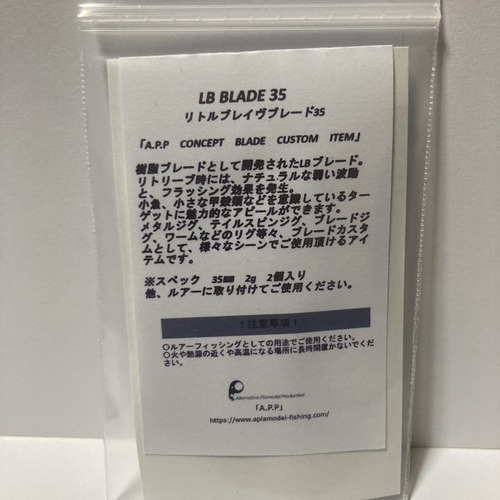 LB BLADE 35
リトルブレイヴブレード35
「A.P.P CONCEPT BLADE CUSTOM ITEM」
樹脂ブレードとして開発されたLBブレード。
リトリーブ時には、ナチュラルな弱い波動
と、フラッシング効果を発生。
小魚、小さな甲殻類などを意識しているター
ゲットに魅力的なアピールができます。
メタルジグ、テイルスピンジグ、ブレードジ
グ、ワームなどのリグ等々、ブレードカスタ
ムとして、様々なシーンでご使用頂けるアイ
テムです。
※スペック 35㎜ 2g 2個入り
他、ルアーに取り付けてご使用ください。
！注意事項！
○ルアーフィッシングとしての用途でご使用ください。
○火や熱源の近くや高温になる場所に長時間置かないでくだ
さい。
Alternative Plamodel Production
「A.P.P」
https://www.aplamodel-fishing.com/